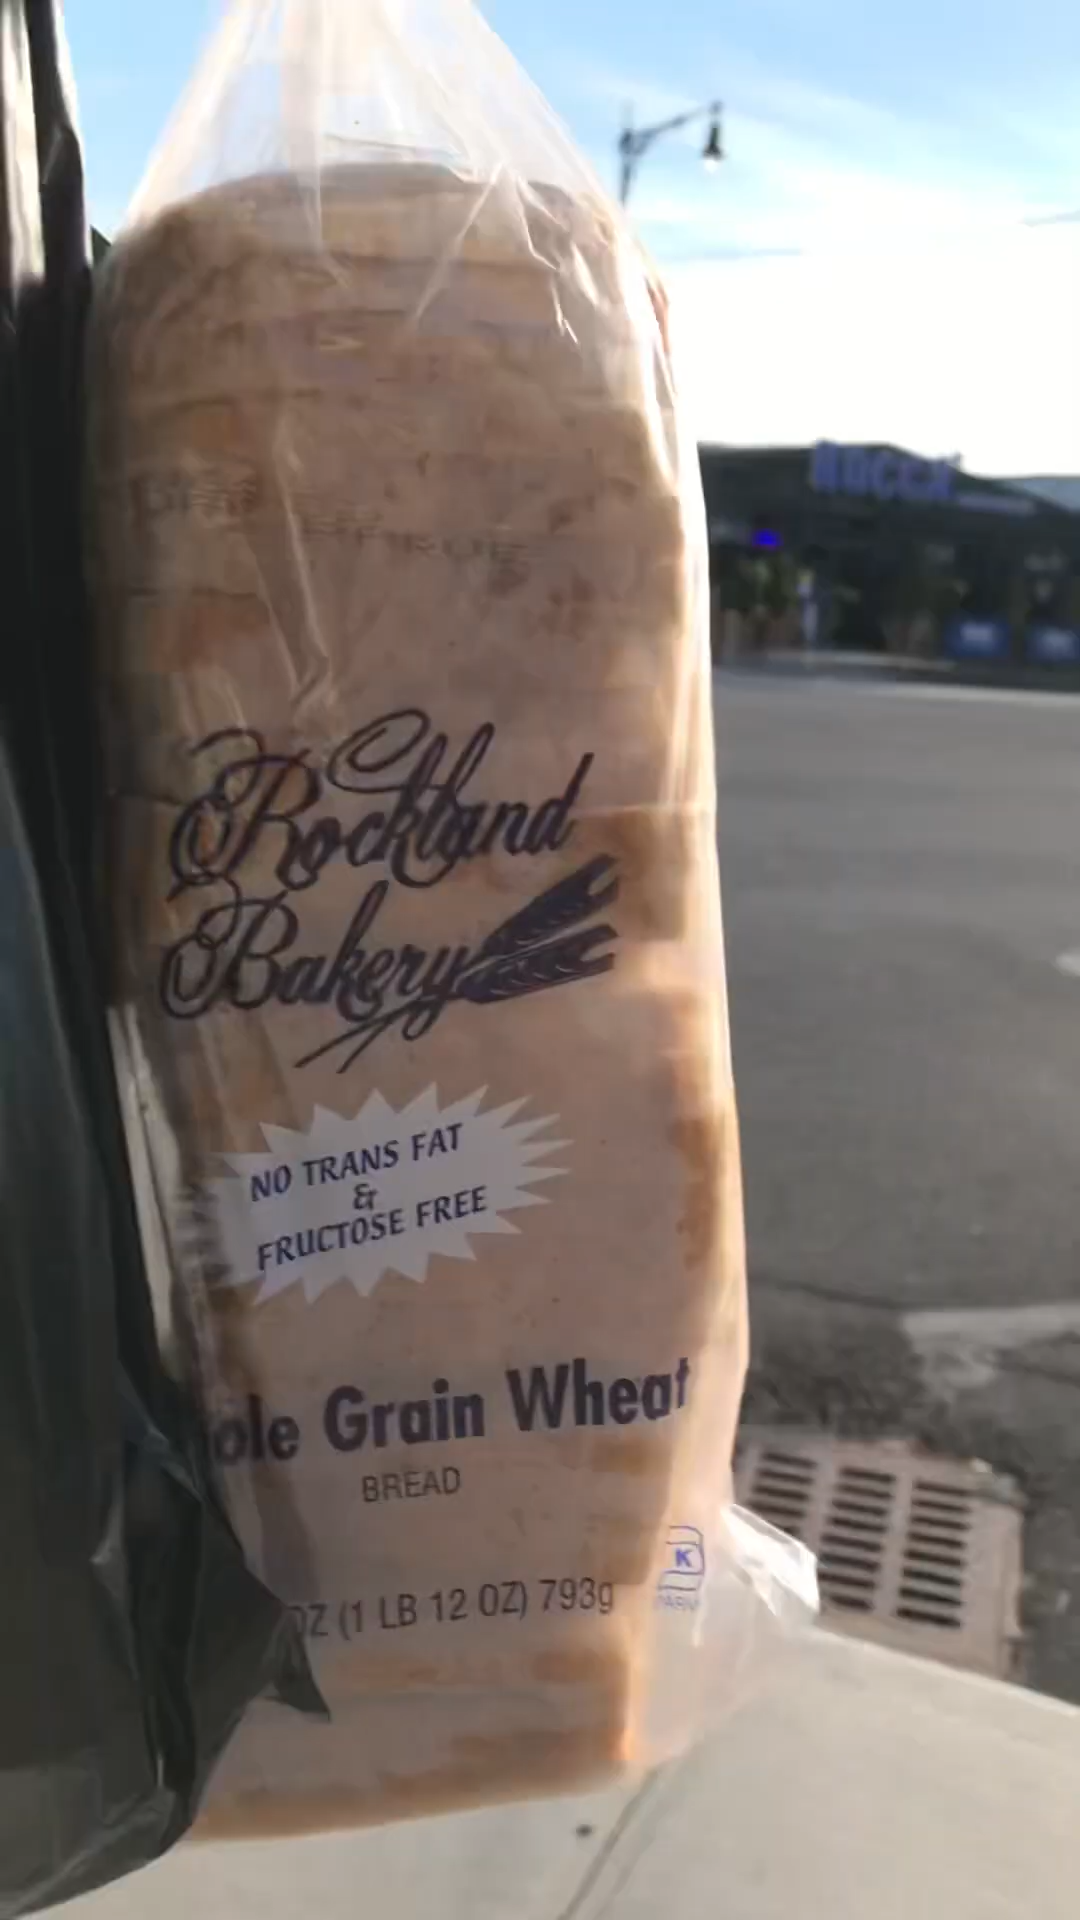 Rockland
Bakery
NO TRANS FAT
&
FRUCTOSE FREE
ole Grain Wheat
BREAD
OZ (1 LB 12 OZ) 793g
K